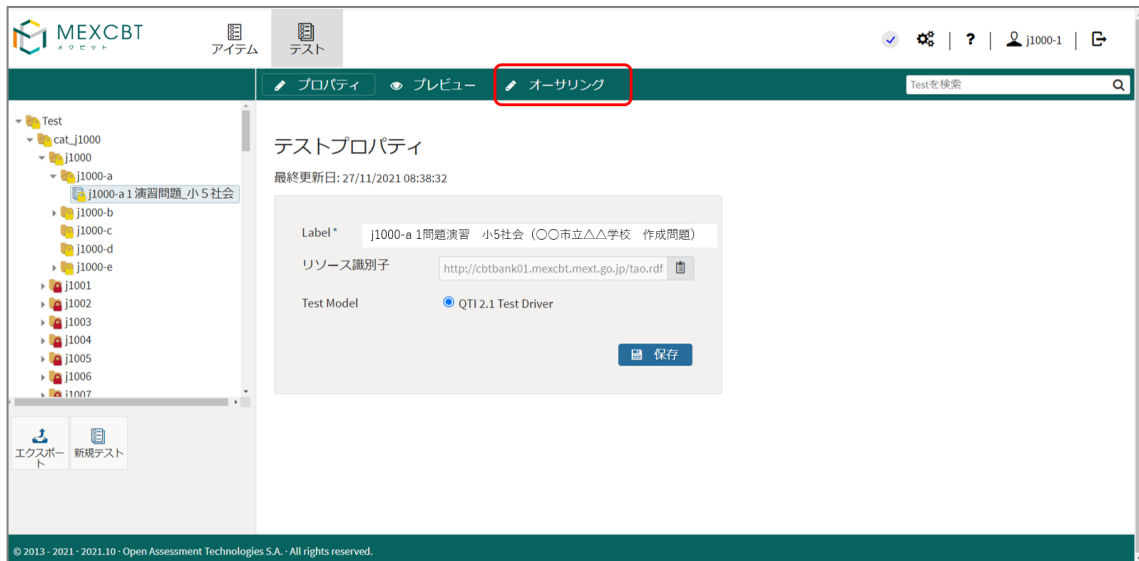 MEXCBT
メクビット
アイテム
テスト
? | j1000-1
プロパティ
プレビュー
オーサリング
Testを検索
Test
cat_j1000
j1000
j1000-a
j1000-a 1 演習問題_小５社会
j1000-b
j1000-c
j1000-d
j1000-e
j1001
j1002
j1003
j1004
j1005
j1006
j1007
エクスポー
ト
新規テスト
テストプロパティ
最終更新日: 27/11/2021 08:38:32
Label * j1000-a 1問題演習　小5社会（〇〇市立△△学校　作成問題）
リソース識別子 http://cbtbank01.mexcbt.mext.go.jp/tao.rdf
Test Model QTI 2.1 Test Driver
保存
© 2013 - 2021 · 2021.10 · Open Assessment Technologies S.A. · All rights reserved.